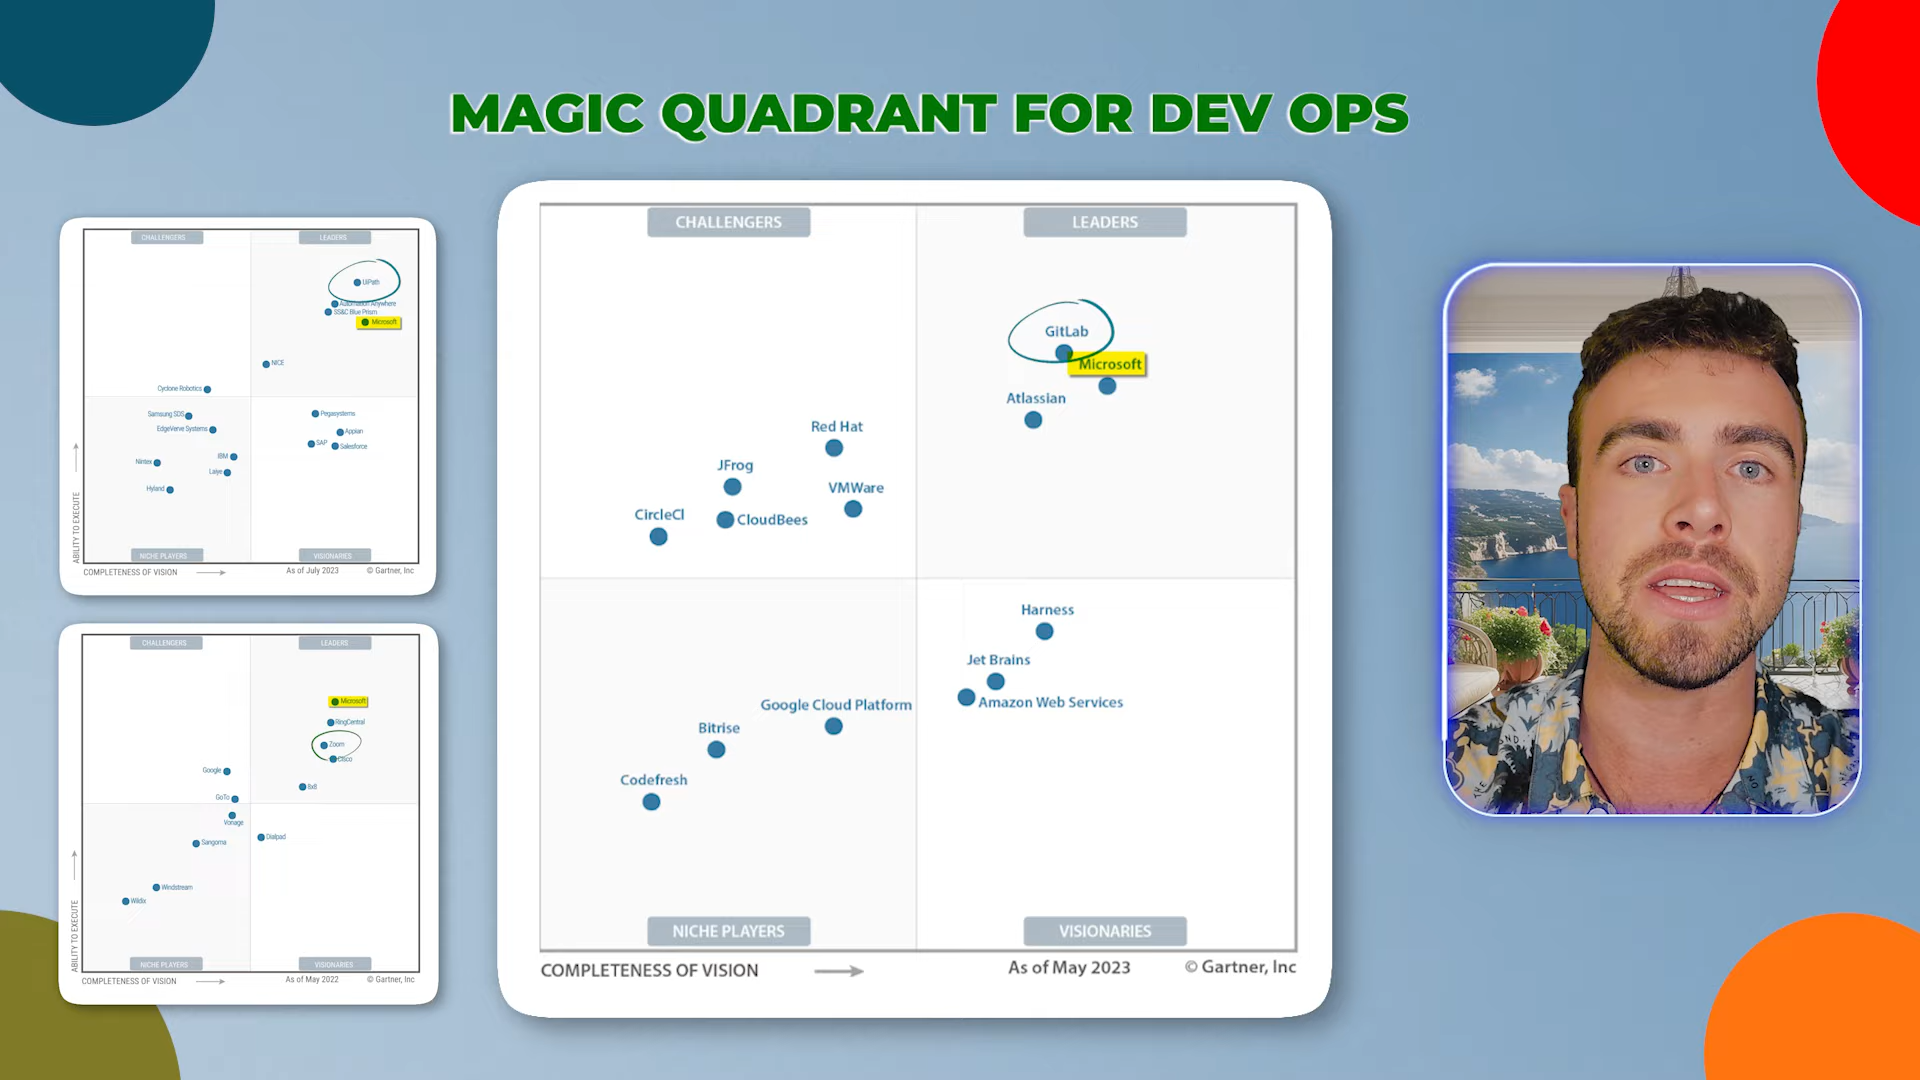 MAGIC QUADRANT FOR DEV OPS
CHALLENGERS
LEADERS
UiPath
Automation Anywhere
SS&C Blue Prism
Microsoft
NICE
Cyclone Robotics
Samsung SDS
EdgeVerve Systems
Pegasystems
Appian
SAP
Salesforce
IBM
Nintex
Laiye
Hyland
ABILITY TO EXECUTE
NICHE PLAYERS
VISIONARIES
COMPLETENESS OF VISION
As of July 2023
© Gartner, Inc
CHALLENGERS
LEADERS
Microsoft
RingCentral
Zoom
Cisco
8x8
Google
GoTo
Vonage
Sangoma
Dialpad
Windstream
Wildix
ABILITY TO EXECUTE
NICHE PLAYERS
VISIONARIES
COMPLETENESS OF VISION
As of May 2022
© Gartner, Inc
CHALLENGERS
LEADERS
GitLab
Microsoft
Atlassian
Red Hat
JFrog
VMWare
CircleCI
CloudBees
Harness
Jet Brains
Amazon Web Services
Google Cloud Platform
Bitrise
Codefresh
NICHE PLAYERS
VISIONARIES
COMPLETENESS OF VISION
As of May 2023
© Gartner, Inc